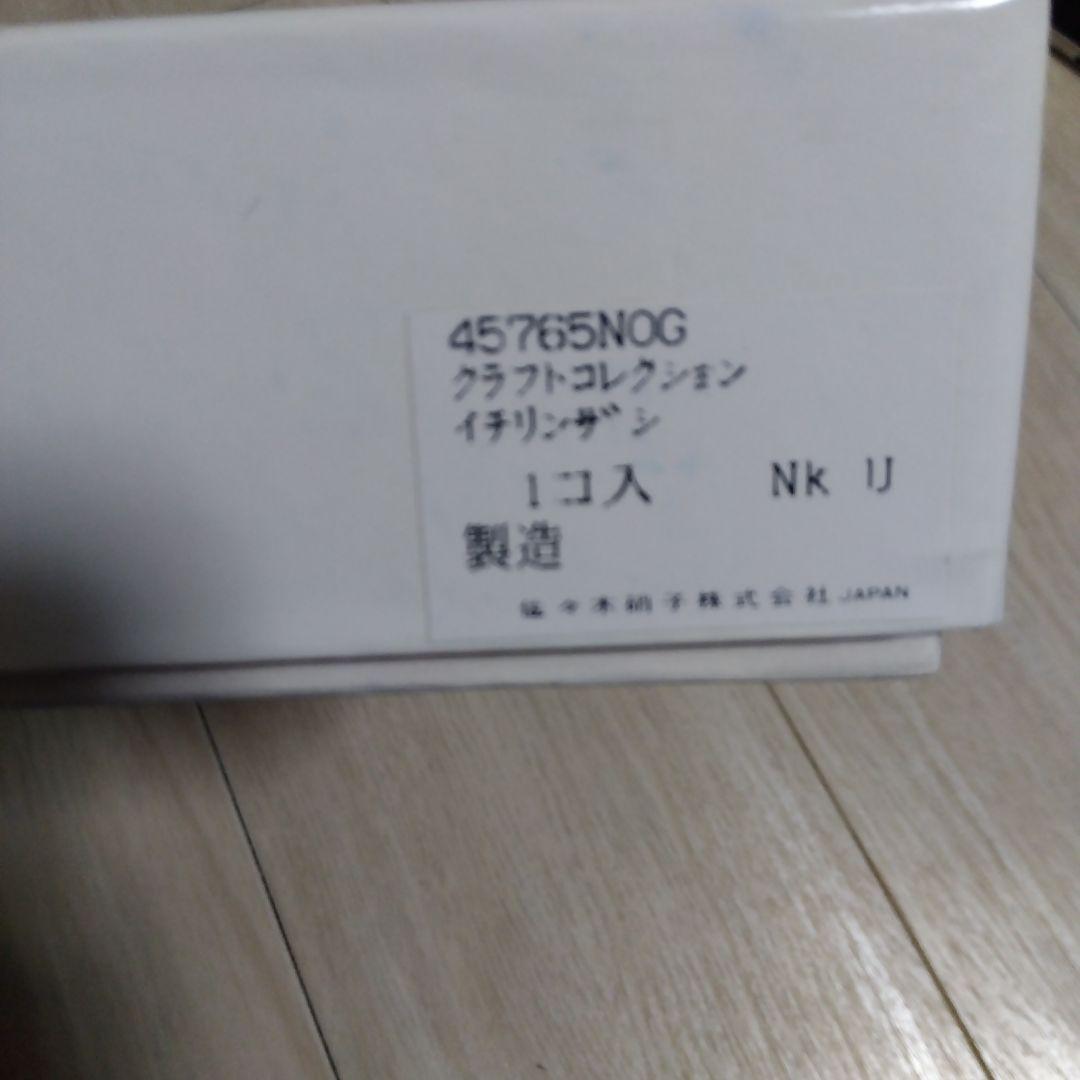 45765NOG
クラフトコレクション
イチリンザシ
1コ入 Nk リ
製造
佐々木硝子株式会社 JAPAN